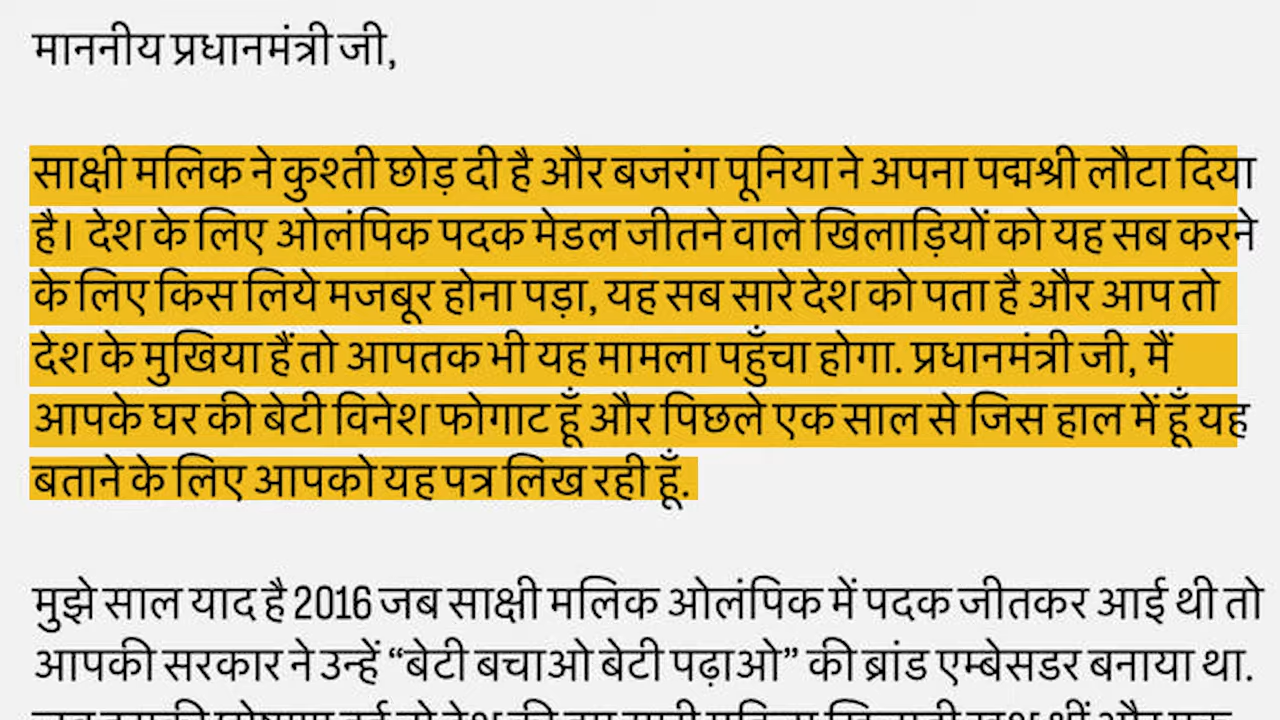 माननीय प्रधानमंत्री जी,
साक्षी मलिक ने कुश्ती छोड़ दी है और बजरंग पूनिया ने अपना पद्मश्री लौटा दिया
है। देश के लिए ओलंपिक पदक मेडल जीतने वाले खिलाड़ियों को यह सब करने
के लिए किस लिये मजबूर होना पड़ा, यह सब सारे देश को पता है और आप तो
देश के मुखिया हैं तो आपतक भी यह मामला पहुँचा होगा. प्रधानमंत्री जी, मैं
आपके घर की बेटी विनेश फोगाट हूँ और पिछले एक साल से जिस हाल में हूँ यह
बताने के लिए आपको यह पत्र लिख रही हूँ.
मुझे साल याद है 2016 जब साक्षी मलिक ओलंपिक में पदक जीतकर आई थी तो
आपकी सरकार ने उन्हें “बेटी बचाओ बेटी पढ़ाओ” की ब्रांड एम्बेसडर बनाया था.